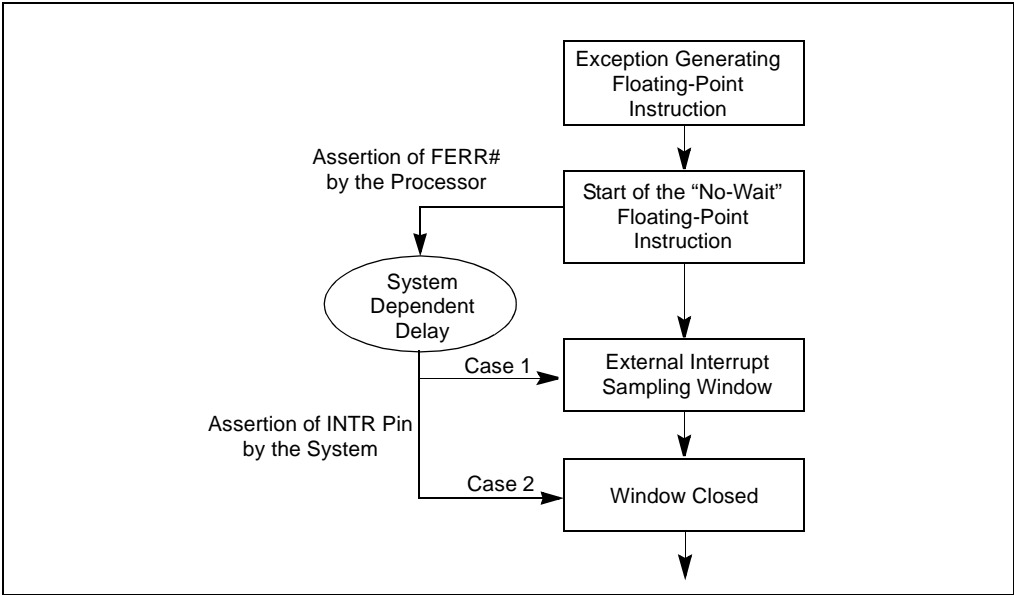 Exception Generating
Floating-Point
Instruction
Assertion of FERR#
by the Processor
Start of the “No-Wait”
Floating-Point
Instruction
System
Dependent
Delay
Case 1
External Interrupt
Sampling Window
Assertion of INTR Pin
by the System
Case 2
Window Closed